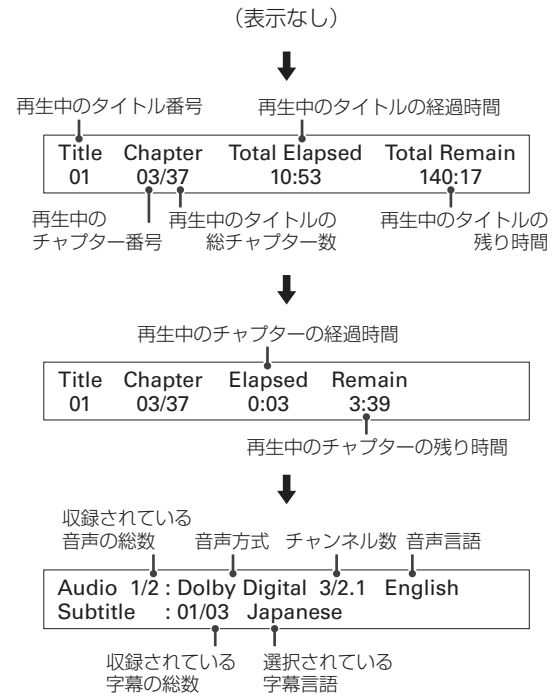 （表示なし）
再生中のタイトル番号 再生中のタイトルの経過時間
Title Chapter Total Elapsed Total Remain
01 03/37 10:53 140:17
再生中の 再生中のタイトルの 再生中のタイトルの
チャプター番号 総チャプター数 残り時間
再生中のチャプターの経過時間
Title Chapter Elapsed Remain
01 03/37 0:03 3:39
再生中のチャプターの残り時間
収録されている
音声の総数 音声方式 チャンネル数 音声言語
Audio 1/2 : Dolby Digital 3/2.1 English
Subtitle : 01/03 Japanese
収録されている 選択されている
字幕の総数 字幕言語